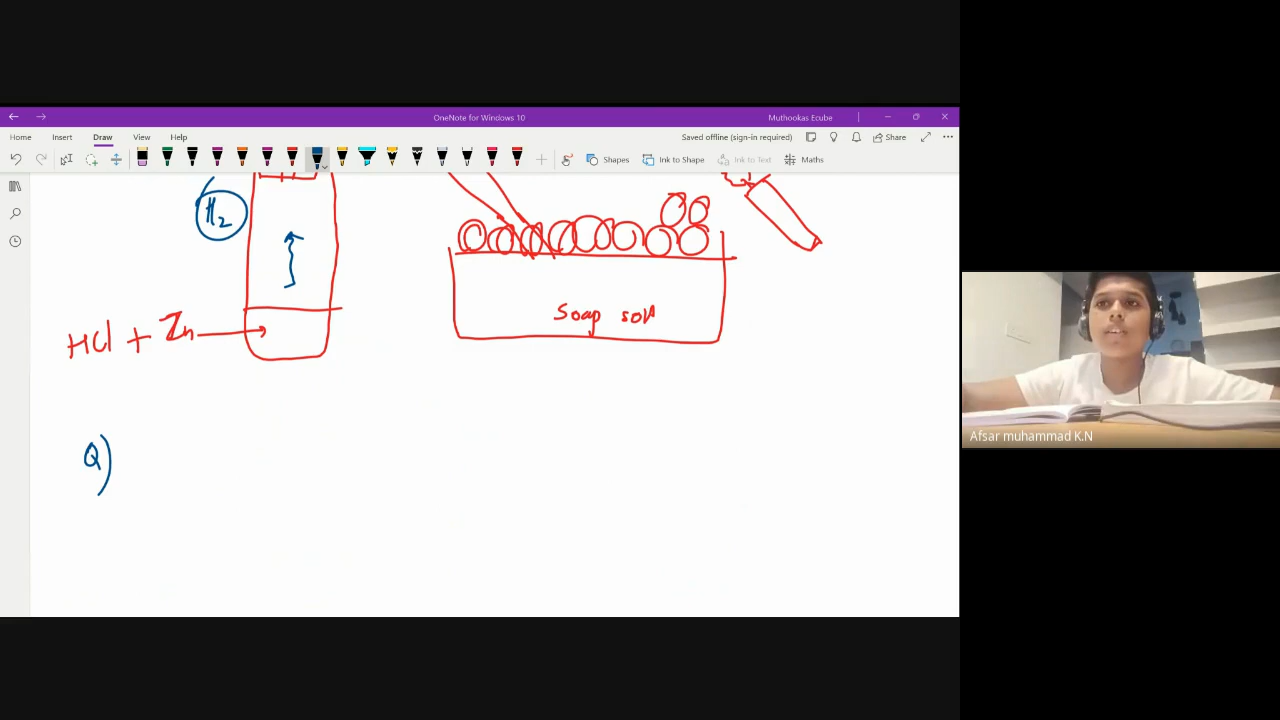 OneNote for Windows 10
Muthookas Ecube
Home Insert Draw View Help
Saved offline (sign-in required)
Share
Shapes
Ink to Shape
Ink to Text
Maths
H2
Soap soln
HCl + Zn
Q)
Afsar muhammad K.N